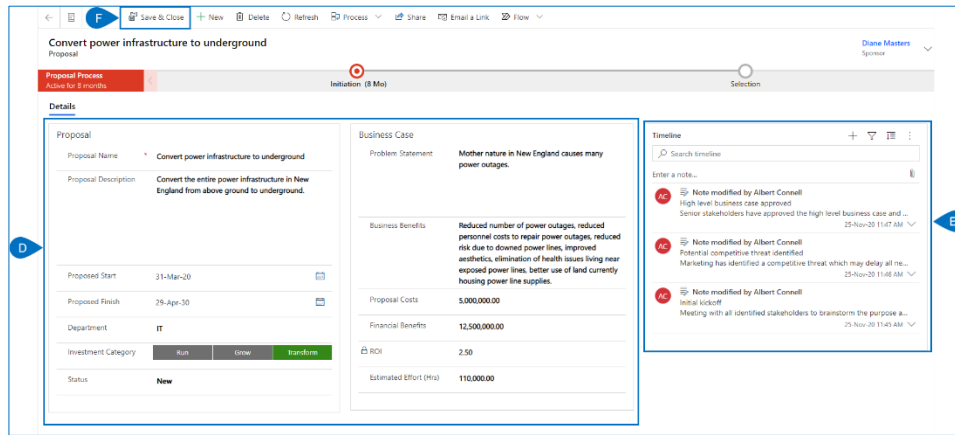 F
Save & Close
New
Delete
Refresh
Process
Share
Email a Link
Flow
Convert power infrastructure to underground
Proposal
Diane Masters
Sponsor
Proposal Process
Active for 8 months
Initiation (8 Mo)
Selection
Details
Proposal
Proposal Name * Convert power infrastructure to underground
Proposal Description
Convert the entire power infrastructure in New
England from above ground to underground.
D
Proposed Start 31-Mar-20
Proposed Finish 29-Apr-30
Department IT
Investment Category Run Grow Transform
Status New
Business Case
Problem Statement
Mother nature in New England causes many
power outages.
Business Benefits
Reduced number of power outages, reduced
personnel costs to repair power outages, reduced
risk due to downed power lines, improved
aesthetics, elimination of health issues living near
exposed power lines, better use of land currently
housing power line supplies.
Proposal Costs 5,000,000.00
Financial Benefits 12,500,000.00
ROI 2.50
Estimated Effort (Hrs) 110,000.00
Timeline
Search timeline
Enter a note...
AC
Note modified by Albert Connell
High level business case approved
Senior stakeholders have approved the high level business case and ...
25-Nov-20 11:47 AM
E
AC
Note modified by Albert Connell
Potential competitive threat identified
Marketing has identified a competitive threat which may delay all ne...
25-Nov-20 11:46 AM
AC
Note modified by Albert Connell
Initial kickoff
Meeting with all identified stakeholders to brainstorm the purpose a...
25-Nov-20 11:45 AM